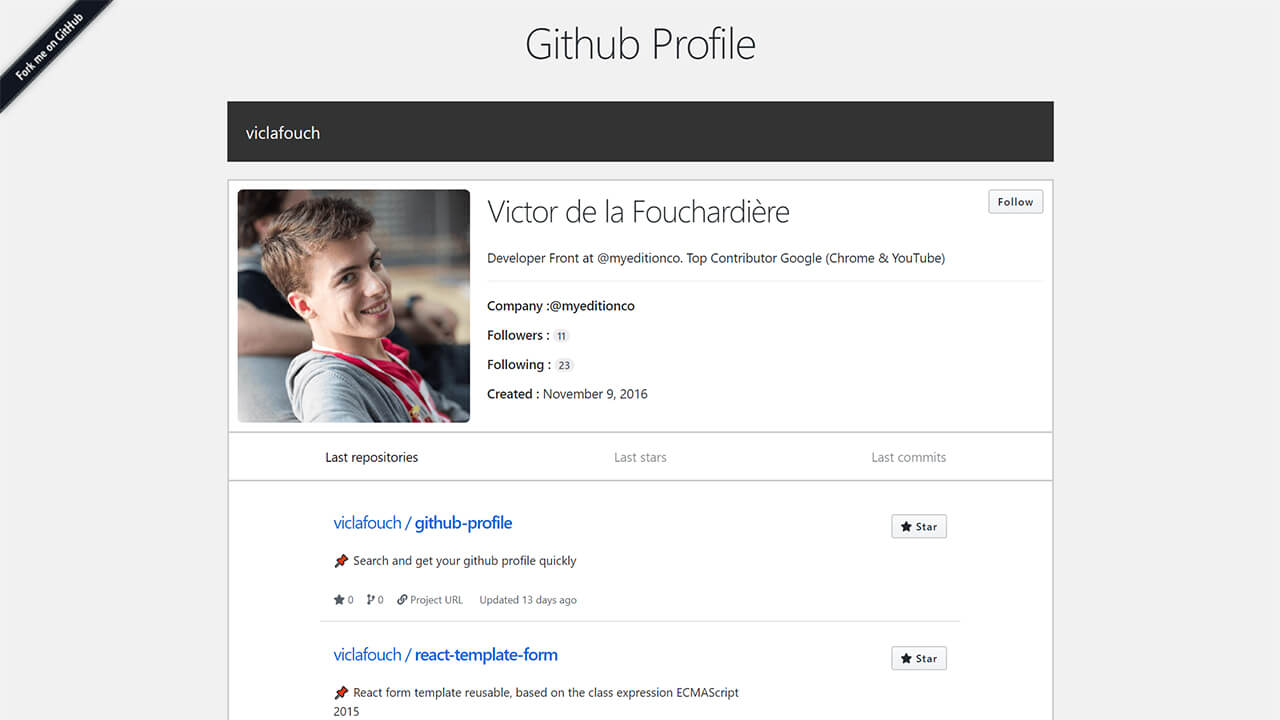 Fork me on GitHub
Github Profile
viclafouch
Victor de la Fouchardière
Follow
Developer Front at @myeditionco. Top Contributor Google (Chrome & YouTube)
Company :@myeditionco
Followers : 11
Following : 23
Created : November 9, 2016
Last repositories
Last stars
Last commits
viclafouch / github-profile
Star
Search and get your github profile quickly
0 0 Project URL Updated 13 days ago
viclafouch / react-template-form
Star
React form template reusable, based on the class expression ECMAScript
2015